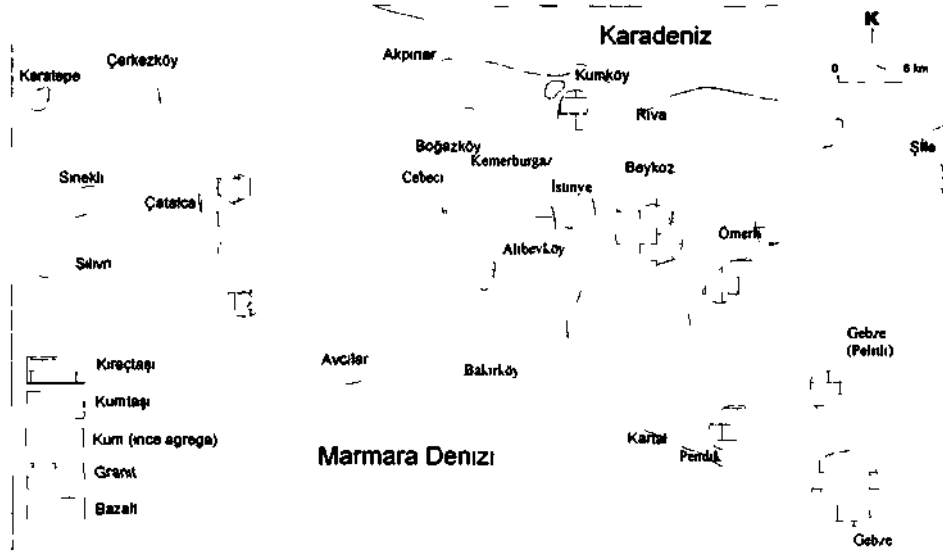 Karadeniz
K
0 6 km
Karatepe
Çerkezköy
Akpınar
Kumköy
Riva
Şile
Boğazköy
Kemerburgaz
Beykoz
Sinekli
Çatalca
Cebeci
İstinye
Ömerli
Silivri
Alibeyköy
Gebze
(Pelitli)
Kireçtaşı
Avcılar
Bakırköy
Kumtaşı
Kum (ince agrega)
Kartal
Pendik
Marmara Denizi
Granit
Bazalt
Gebze